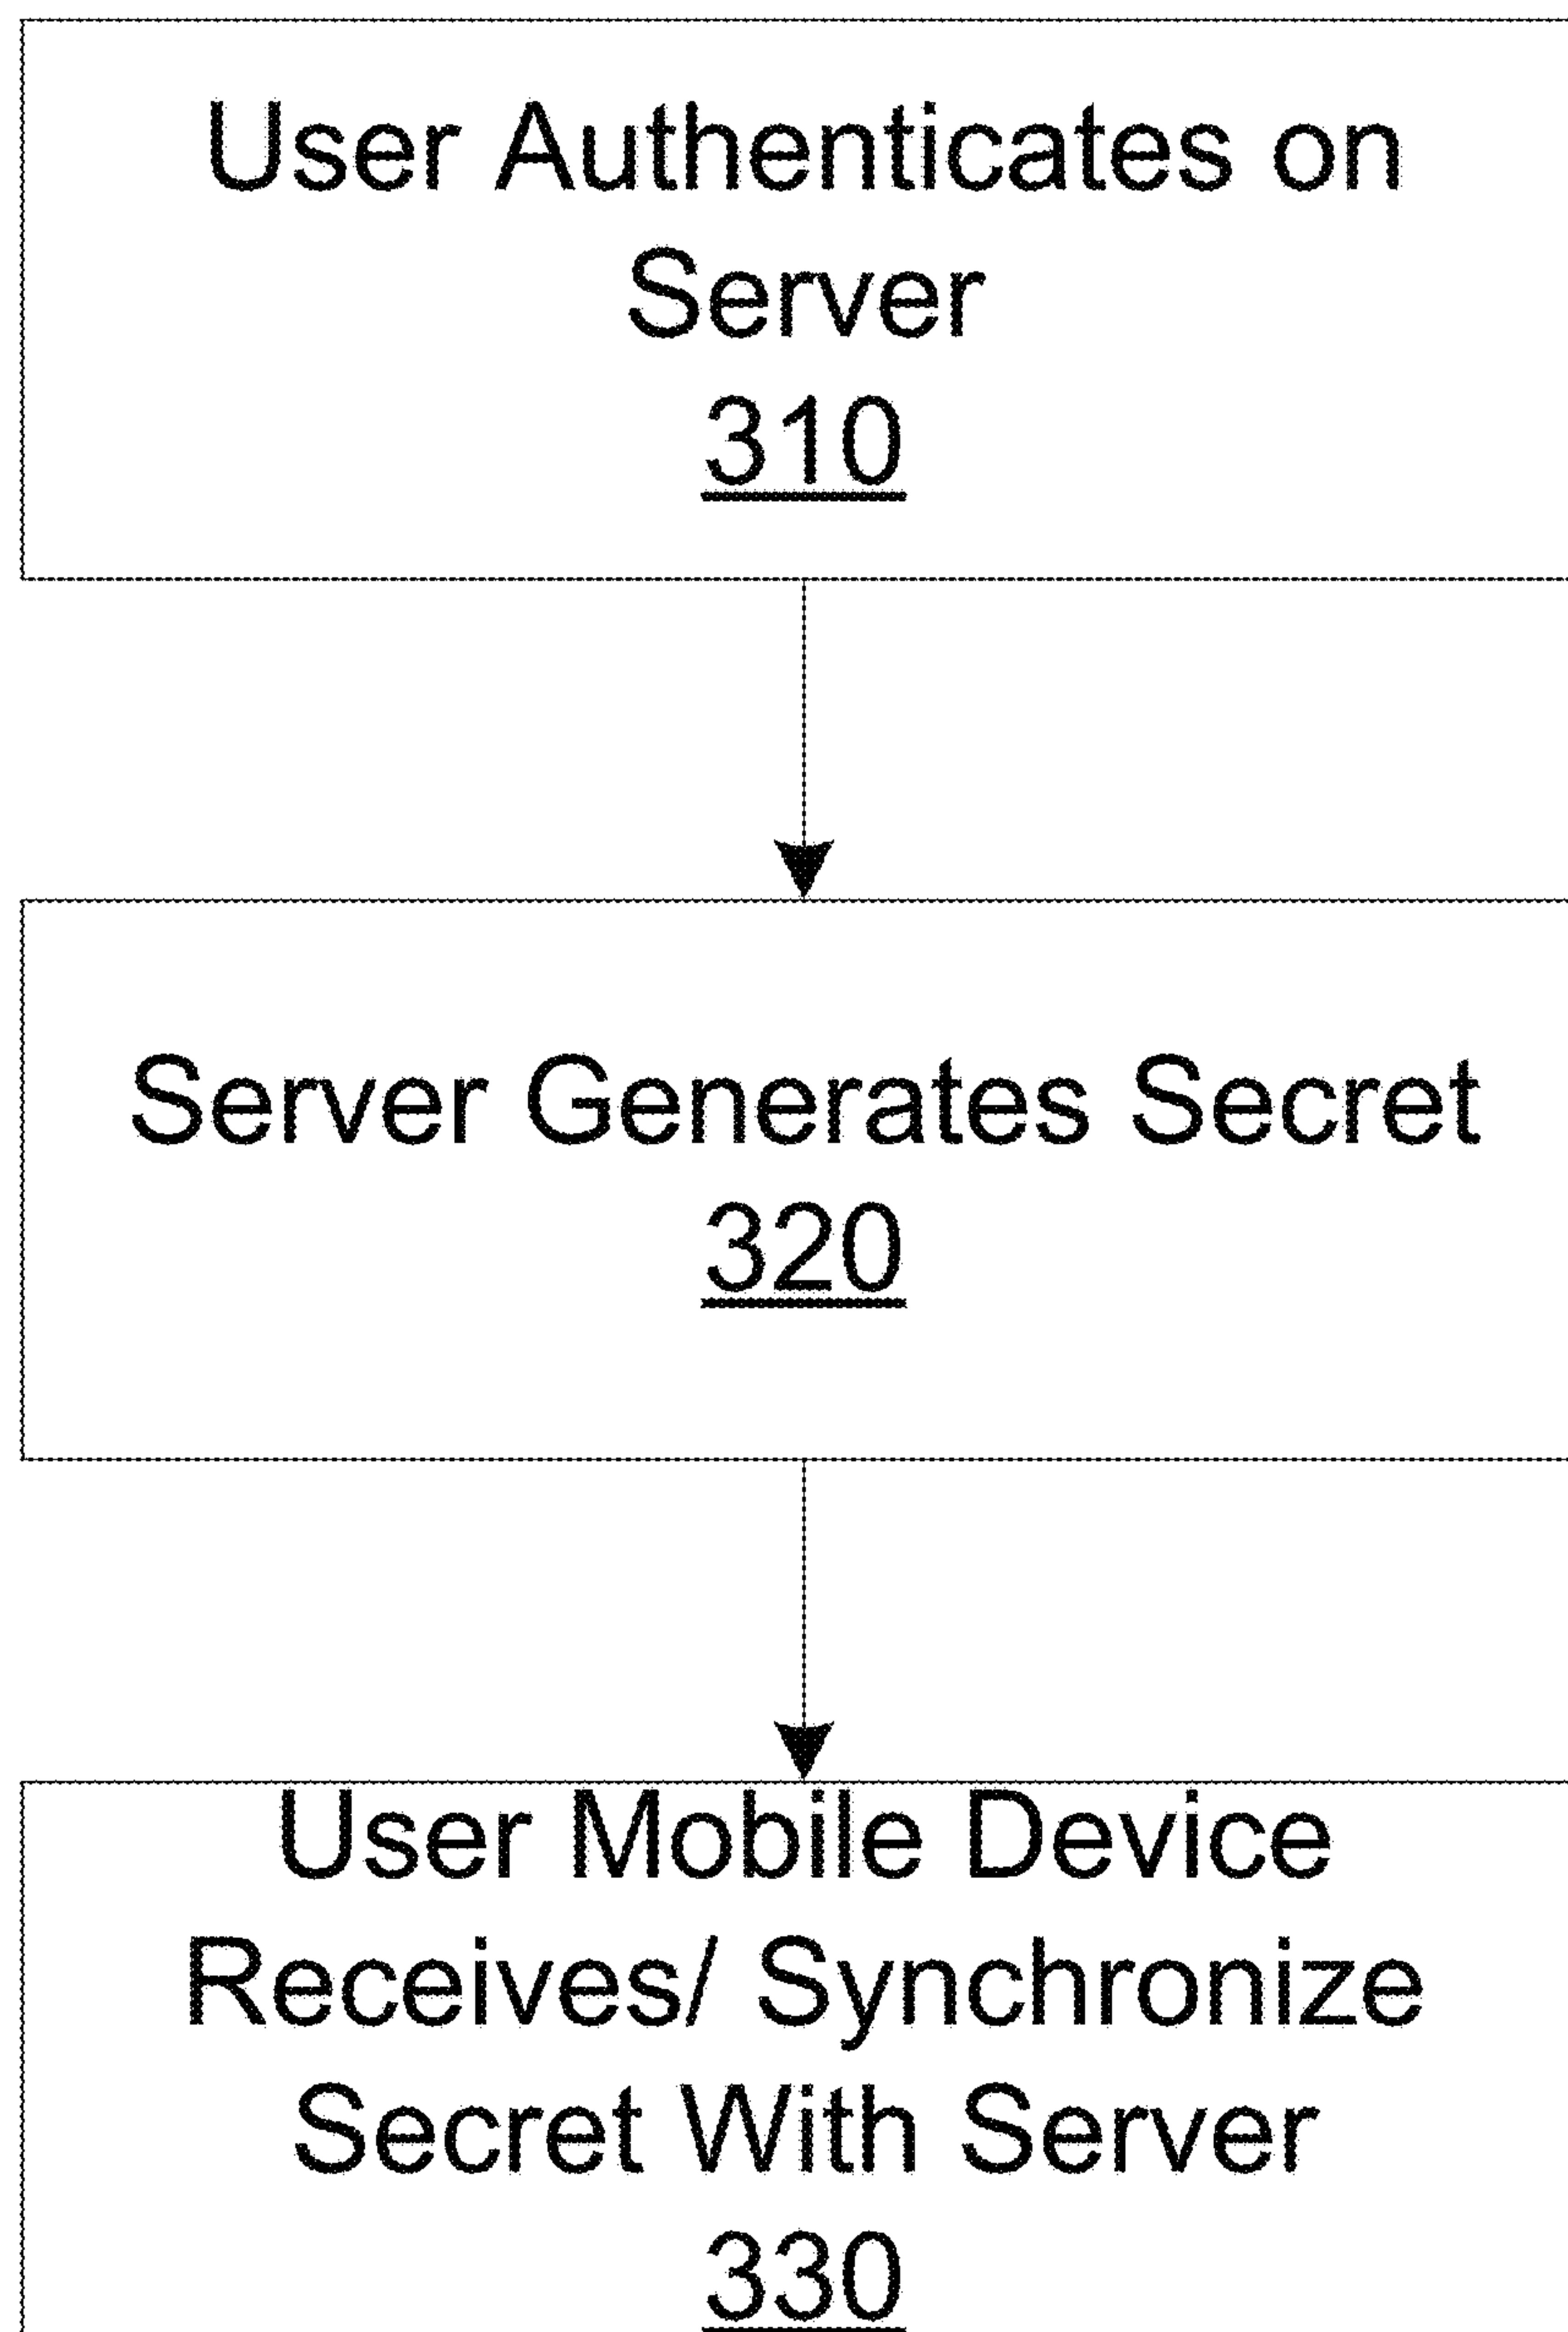 User Authenticates on
Server
310
Server Generates Secret
320
User Mobile Device
Receives/ Synchronize
Secret With Server
330